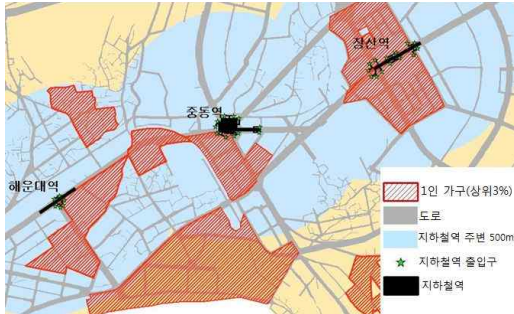 장산역
중동역
해운대역
1인 가구(상위3%)
도로
지하철역 주변 500m
지하철역 출입구
지하철역